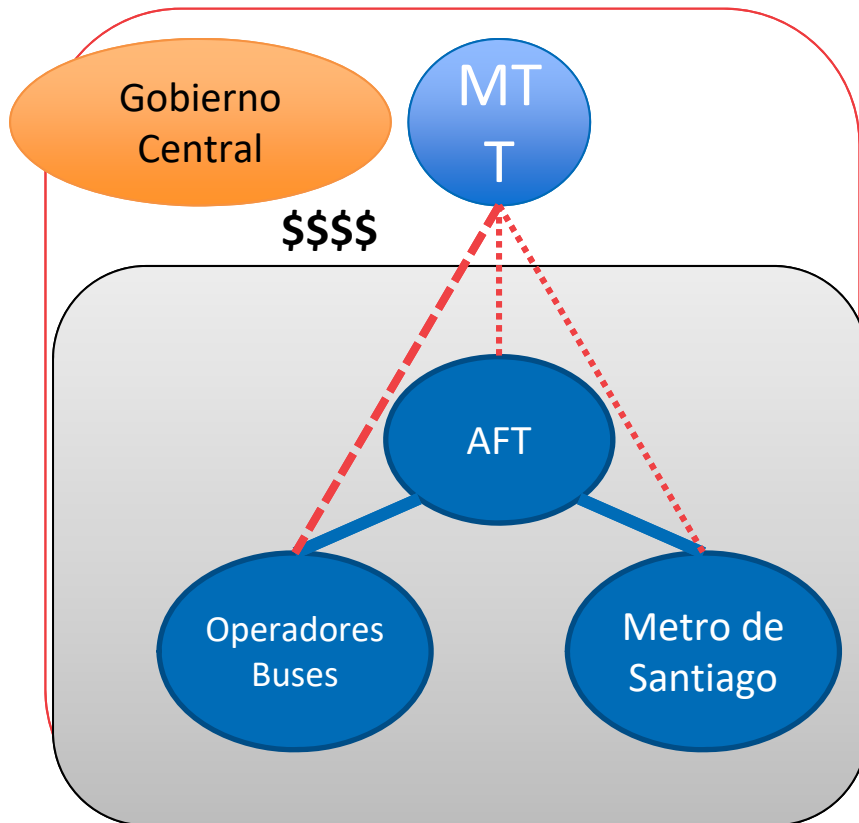 Gobierno
Central
MT
T
$$$$
AFT
Operadores
Buses
Metro de
Santiago